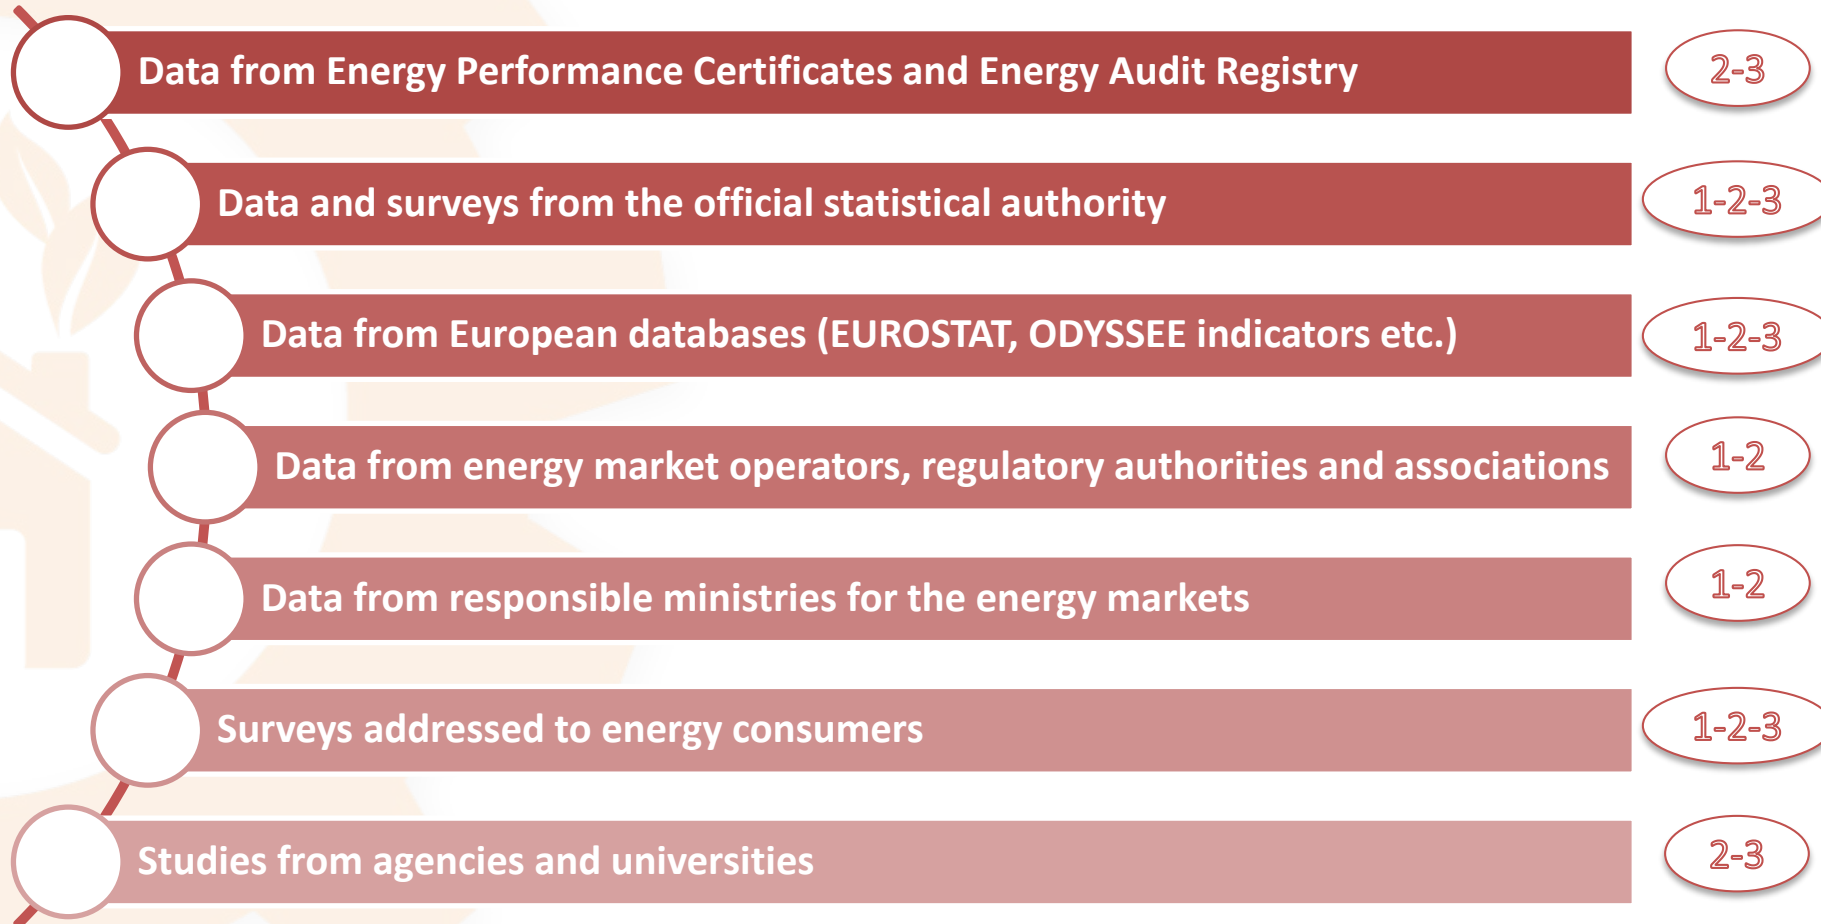 Data from Energy Performance Certificates and Energy Audit Registry
2-3
Data and surveys from the official statistical authority
1-2-3
Data from European databases (EUROSTAT, ODYSSEE indicators etc.)
1-2-3
Data from energy market operators, regulatory authorities and associations
1-2
Data from responsible ministries for the energy markets
1-2
Surveys addressed to energy consumers
1-2-3
Studies from agencies and universities
2-3